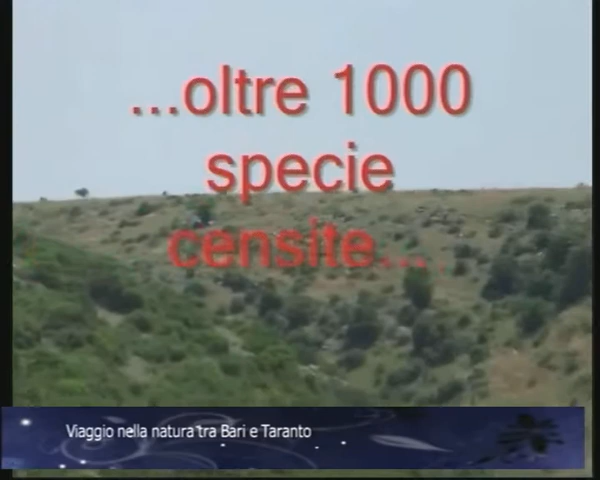 ...oltre 1000
specie
censite...
Viaggio nella natura tra Bari e Taranto